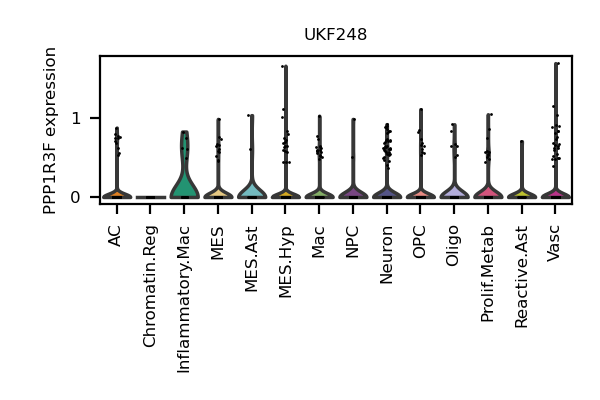 UKF248
PPP1R3F expression
1
0
AC
Chromatin.Reg
Inflammatory.Mac
MES
MES.Ast
MES.Hyp
Mac
NPC
Neuron
OPC
Oligo
Prolif.Metab
Reactive.Ast
Vasc